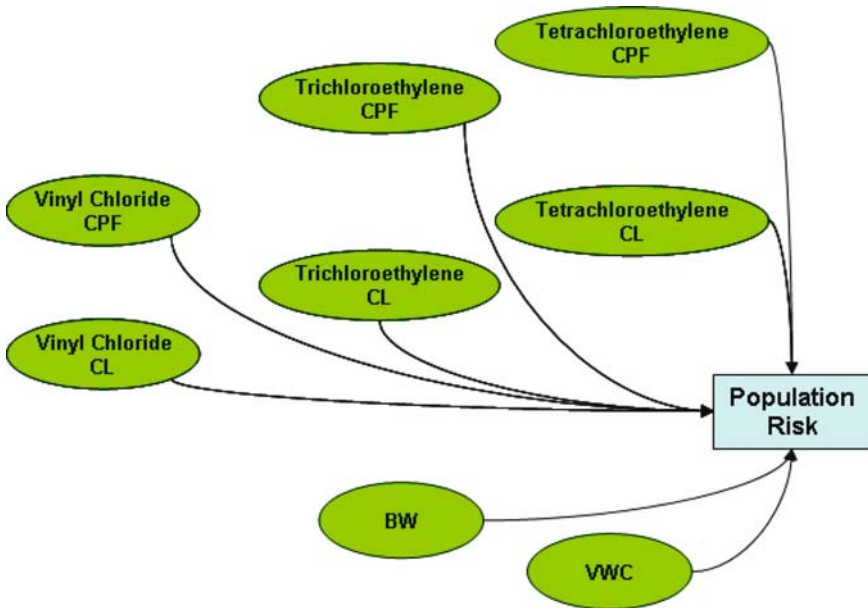 Tetrachloroethylene
CPF
Trichloroethylene
CPF
Vinyl Chloride
CPF
Tetrachloroethylene
CL
Trichloroethylene
CL
Vinyl Chloride
CL
Population
Risk
BW
VWC